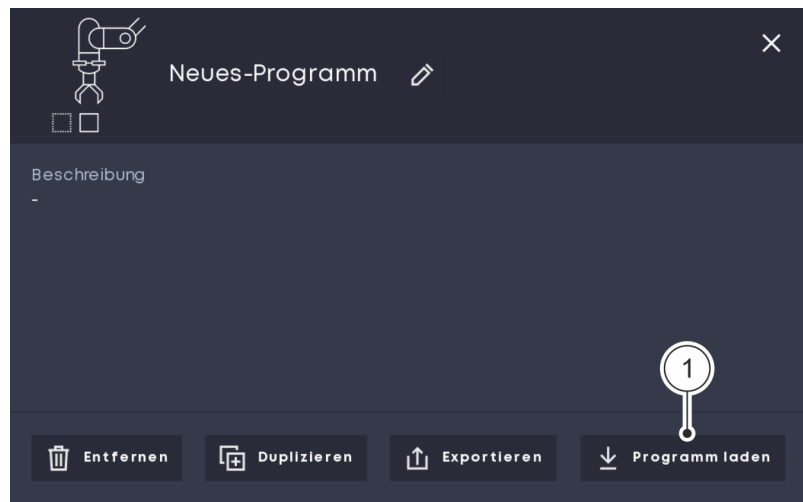 Neues-Programm
Beschreibung
-
1
Entfernen
Duplizieren
Exportieren
Programm laden